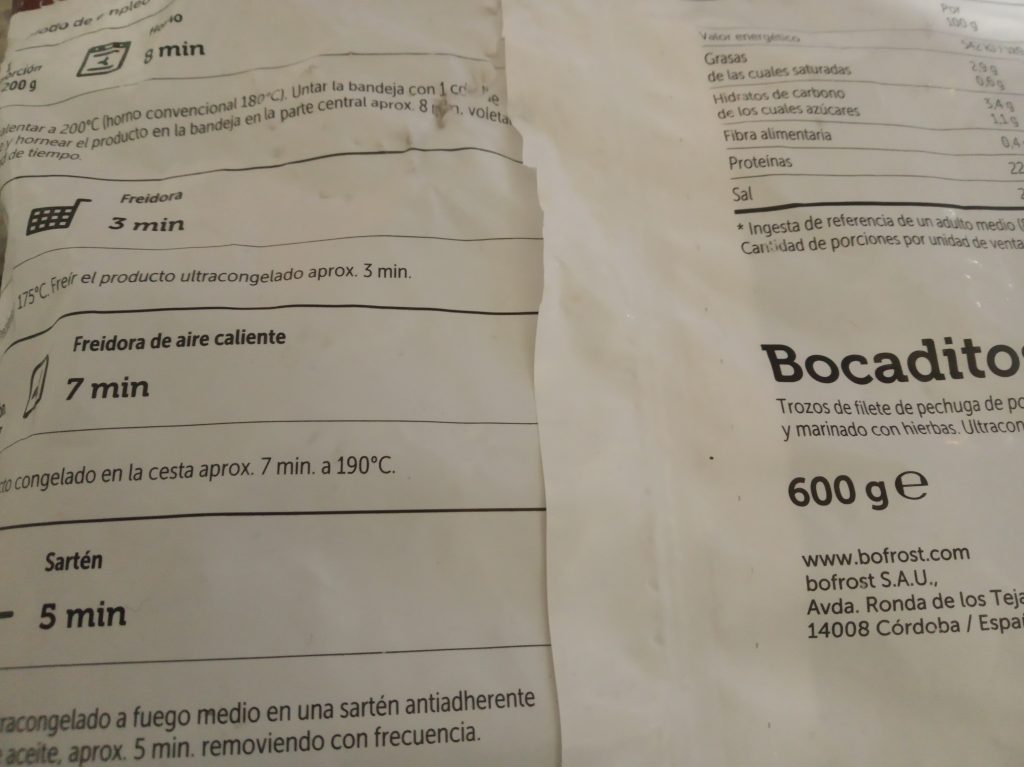 Horno
8 min
200 g
a 200°C (horno convencional 180°C). Untar la bandeja con 1
y hornear el producto en la bandeja en la parte central aprox. 8
de tiempo.
Freidora
3 min
175°C. Freír el producto ultracongelado aprox. 3 min.
Freidora de aire caliente
7 min
congelado en la cesta aprox. 7 min. a 190°C.
Sartén
5 min
racongelado a fuego medio en una sartén antiadherente
aceite, aprox. 5 min. removiendo con frecuencia.
Por
100 g
Valor energético
Grasas 2,9 g
de las cuales saturadas 0,6 g
Hidratos de carbono 3,4 g
de los cuales azúcares 1,1 g
Fibra alimentaria 0,4
Proteínas 22
Sal
* Ingesta de referencia de un adulto medio
Cantidad de porciones por unidad de venta
Bocadito
Trozos de filete de pechuga de po
y marinado con hierbas. Ultracon
600 g ℮
www.bofrost.com
bofrost S.A.U.,
Avda. Ronda de los Teja
14008 Córdoba / Espa